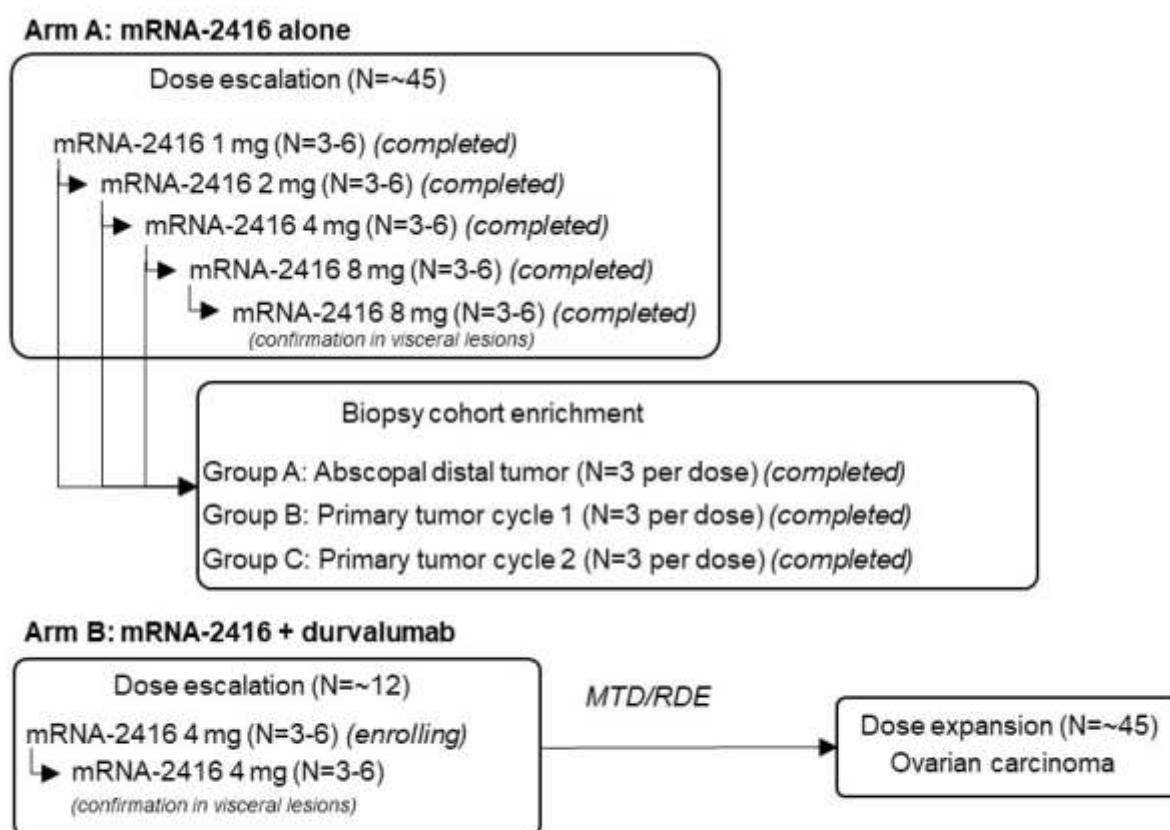 Arm A: mRNA-2416 alone
Dose escalation (N=~45)
mRNA-2416 1 mg (N=3-6) (completed)
mRNA-2416 2 mg (N=3-6) (completed)
mRNA-2416 4 mg (N=3-6) (completed)
mRNA-2416 8 mg (N=3-6) (completed)
mRNA-2416 8 mg (N=3-6) (completed)
(confirmation in visceral lesions)
Biopsy cohort enrichment
Group A: Abscopal distal tumor (N=3 per dose) (completed)
Group B: Primary tumor cycle 1 (N=3 per dose) (completed)
Group C: Primary tumor cycle 2 (N=3 per dose) (completed)
Arm B: mRNA-2416 + durvalumab
Dose escalation (N=~12)
mRNA-2416 4 mg (N=3-6) (enrolling)
mRNA-2416 4 mg (N=3-6)
(confirmation in visceral lesions)
MTD/RDE
Dose expansion (N=~45)
Ovarian carcinoma